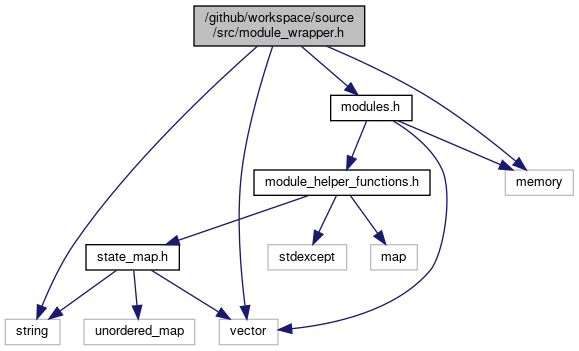 /github/workspace/source
/src/module_wrapper.h
modules.h
module_helper_functions.h
memory
state_map.h
stdexcept
map
string
unordered_map
vector